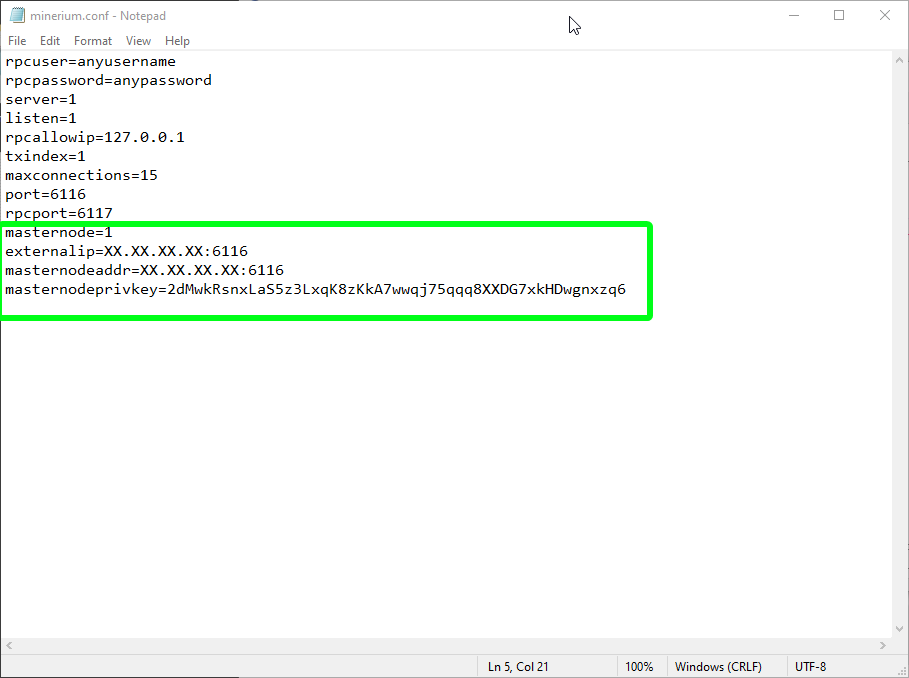 minerium.conf - Notepad
File Edit Format View Help
rpcuser=anyusername
rpcpassword=anypassword
server=1
listen=1
rpcallowip=127.0.0.1
txindex=1
maxconnections=15
port=6116
rpcport=6117
masternode=1
externalip=XX.XX.XX.XX:6116
masternodeaddr=XX.XX.XX.XX:6116
masternodeprivkey=2dMwkRsnxLaS5z3LxqK8zKkA7wwqj75qqq8XXDG7xkHDwgnxzq6
Ln 5, Col 21 100% Windows (CRLF) UTF-8